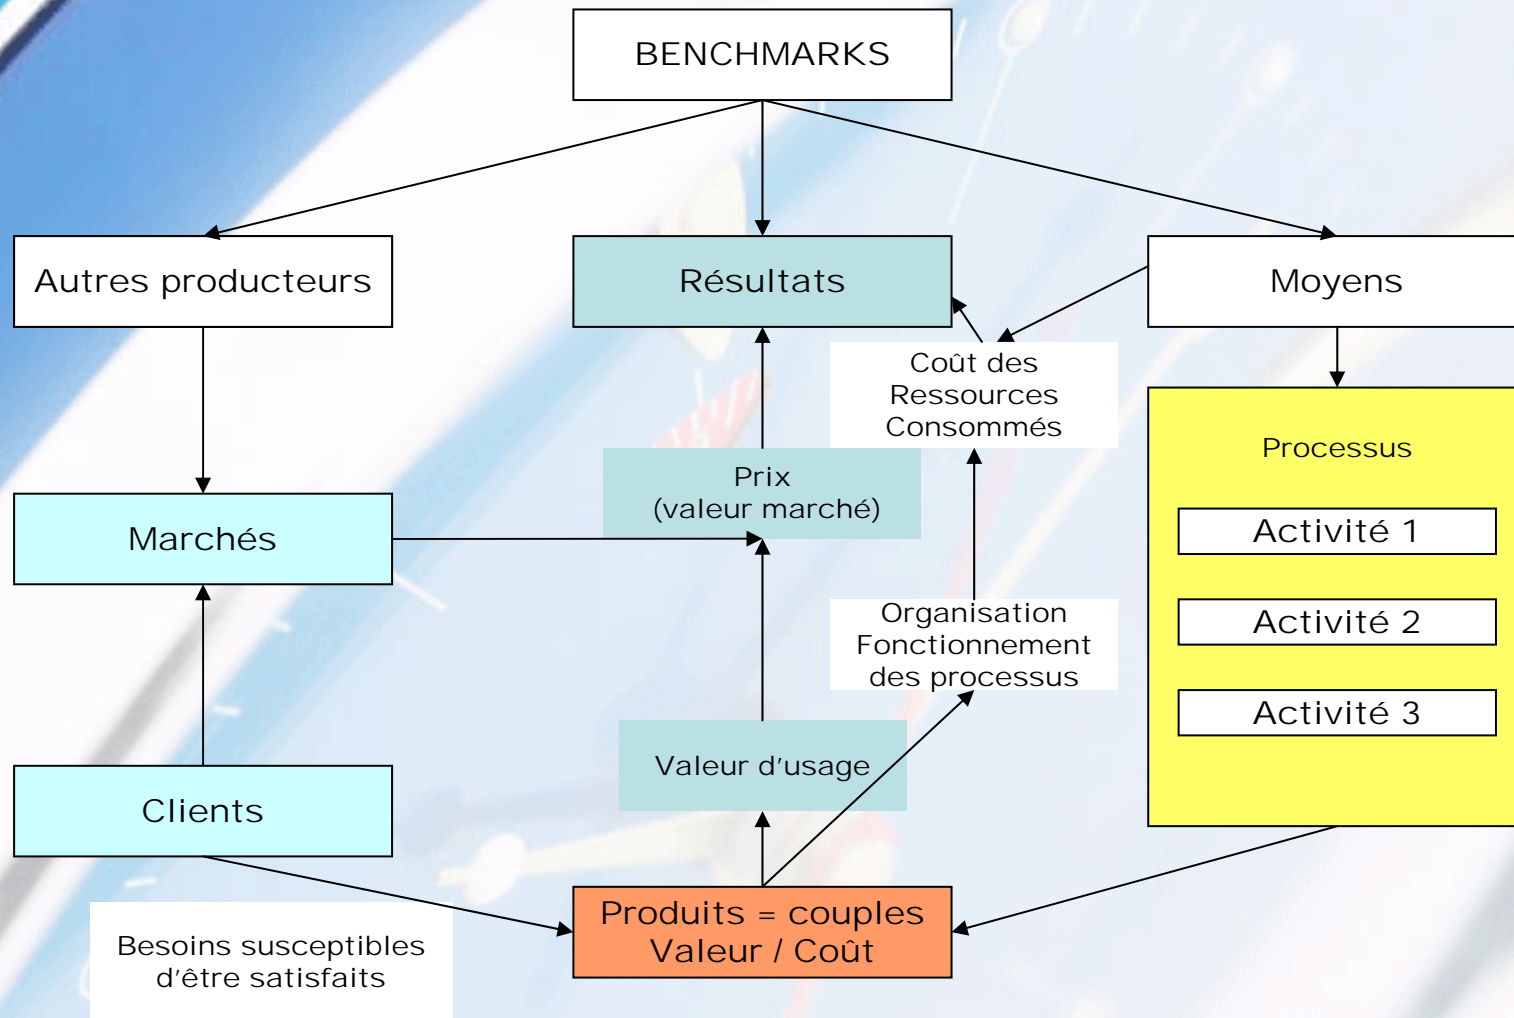 BENCHMARKS
Autres producteurs
Résultats
Moyens
Coût des
Ressources
Consommés
Processus
Prix
(valeur marché)
Marchés
Activité 1
Organisation
Fonctionnement
des processus
Activité 2
Activité 3
Valeur d'usage
Clients
Produits = couples
Valeur / Coût
Besoins susceptibles
d'être satisfaits